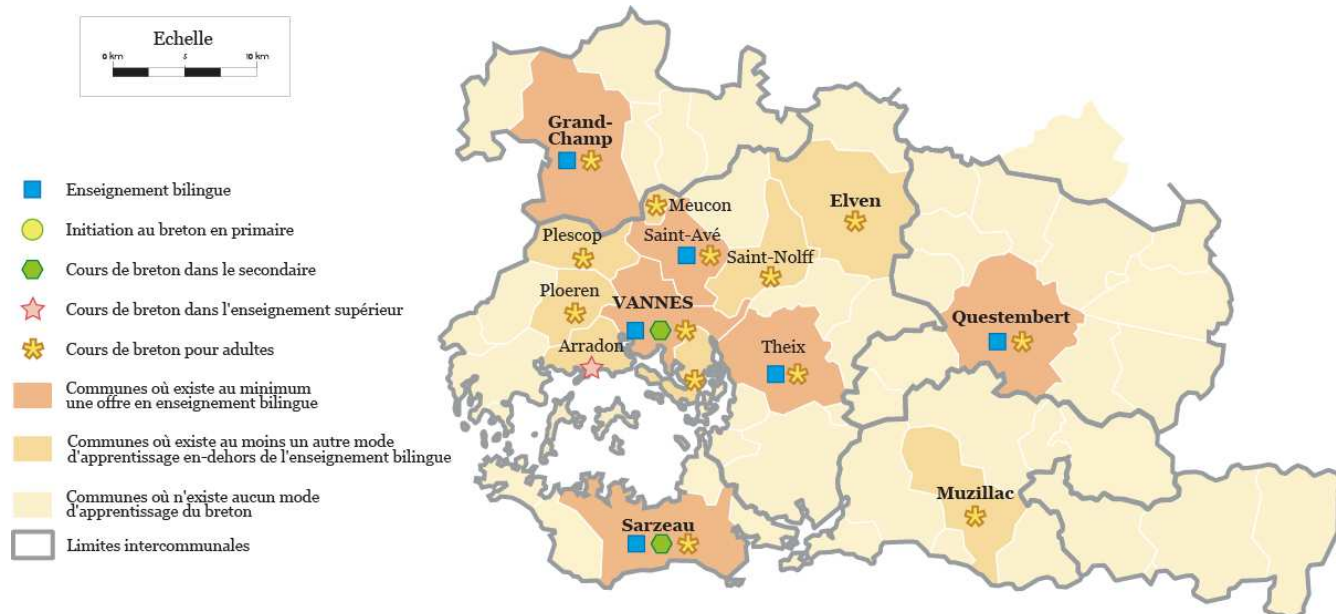 Echelle
0 km 5 10 km
Enseignement bilingue
Initiation au breton en primaire
Cours de breton dans le secondaire
Cours de breton dans l'enseignement supérieur
Cours de breton pour adultes
Communes où existe au minimum
une offre en enseignement bilingue
Communes où existe au moins un autre mode
d'apprentissage en-dehors de l'enseignement bilingue
Communes où n'existe aucun mode
d'apprentissage du breton
Limites intercommunales
Grand-
Champ
Meucon
Elven
Plescop
Saint-Avé
Saint-Nolff
Ploeren
VANNES
Questembert
Arradon
Theix
Muzillac
Sarzeau